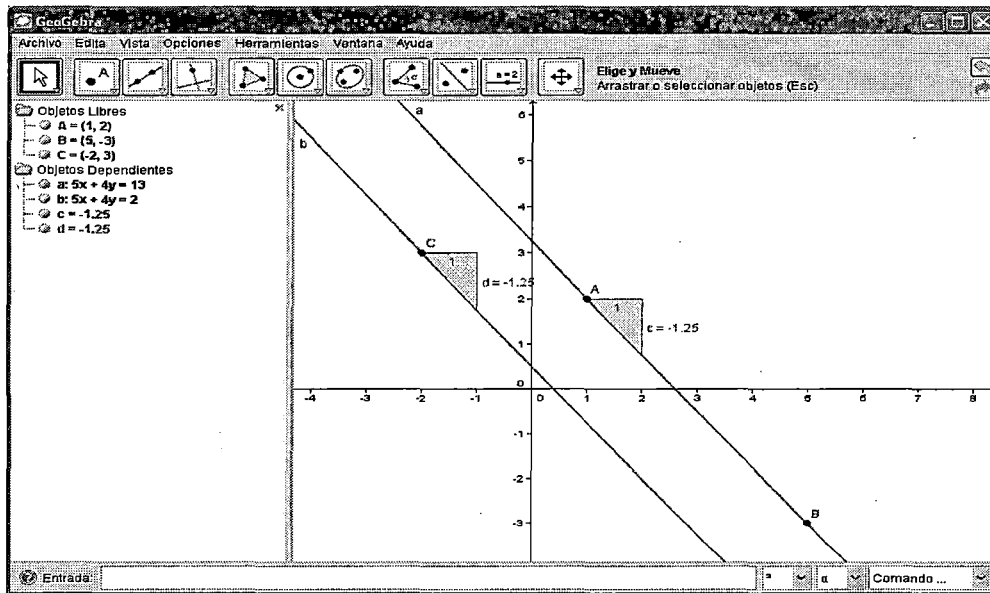 GeoGebra
Archivo Edita Vista Opciones Herramientas Ventana Ayuda
A
α
a=2
Elige y Mueve
Arrastrar o seleccionar objetos (Esc)
Objetos Libres
A = (1, 2)
B = (5, -3)
C = (-2, 3)
Objetos Dependientes
a: 5x + 4y = 13
b: 5x + 4y = 2
c = -1.25
d = -1.25
a
b
6
5
4
3
2
1
0
-1
-2
-3
C
1
d = -1.25
A
1
c = -1.25
B
-4 -3 -2 -1 0 1 2 3 4 5 6 7 8
Entrada:
α
Comando ...